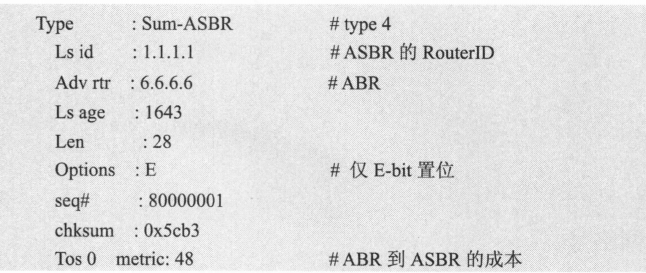 Type : Sum-ASBR # type 4
Ls id : 1.1.1.1 # ASBR 的 RouterID
Adv rtr : 6.6.6.6 # ABR
Ls age : 1643
Len : 28
Options : E # 仅 E-bit 置位
seq# : 80000001
chksum : 0x5cb3
Tos 0 metric: 48 # ABR 到 ASBR 的成本